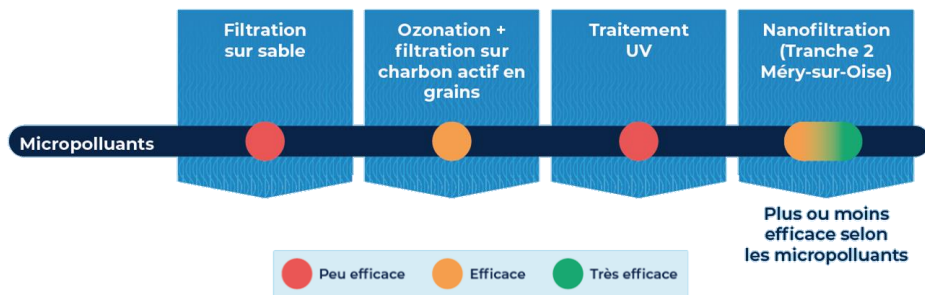 Filtration
sur sable
Ozonation +
filtration sur
charbon actif en
grains
Traitement
UV
Nanofiltration
(Tranche 2
Méry-sur-Oise)
Micropolluants
Plus ou moins
efficace selon
les micropolluants
Peu efficace
Efficace
Très efficace